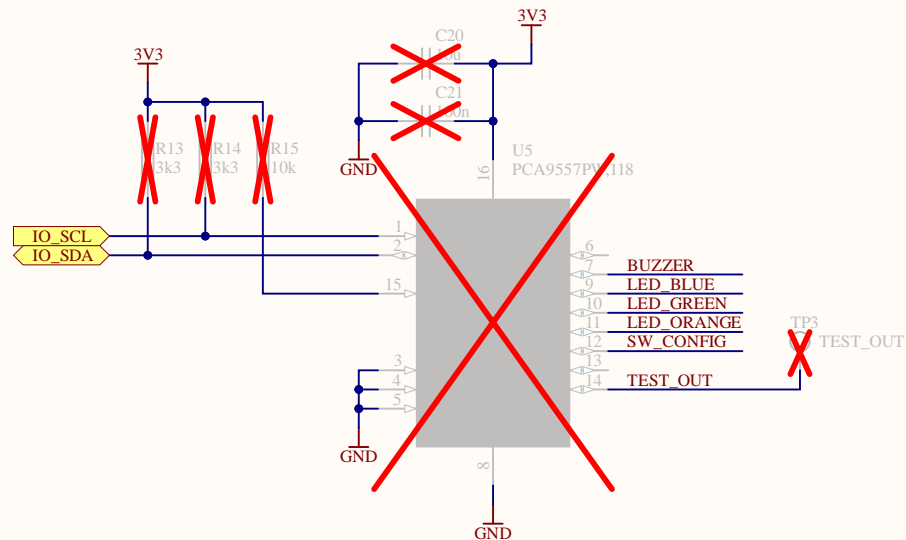 3V3
C20
10u
C21
100n
GND
3V3
R13
3k3
R14
3k3
R15
10k
U5
PCA9557PW,118
16
IO_SCL
IO_SDA
1
2
15
3
4
5
GND
8
GND
6
7
BUZZER
9
LED_BLUE
10
LED_GREEN
11
LED_ORANGE
12
SW_CONFIG
13
14
TEST_OUT
TP3
TEST_OUT